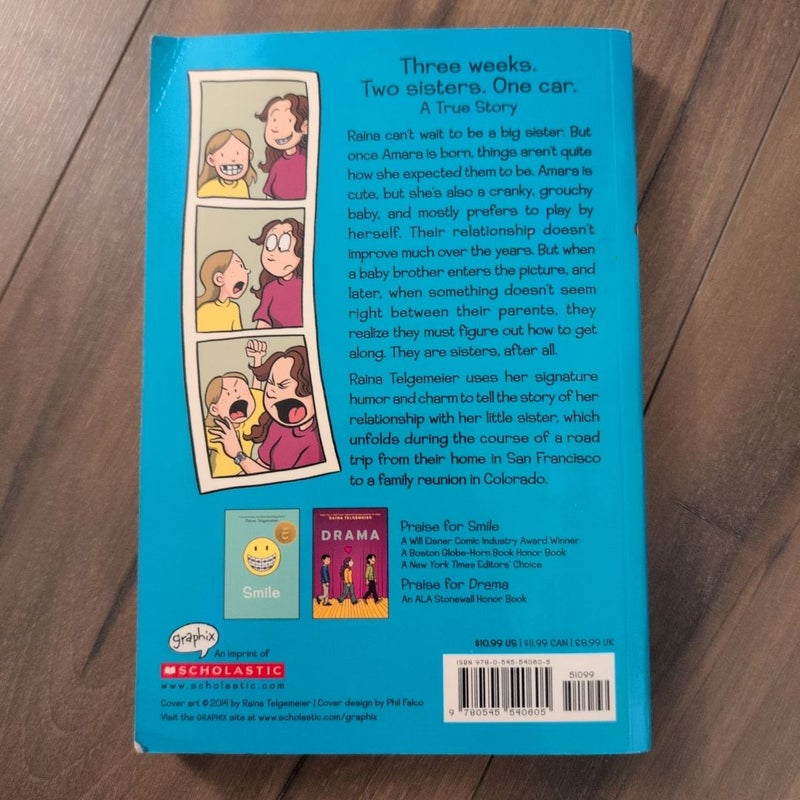 Three weeks.
Two sisters. One car.
A True Story
Raina can't wait to be a big sister. But
once Amara is born, things aren't quite
how she expected them to be. Amara is
cute, but she's also a cranky, grouchy
baby, and mostly prefers to play by
herself. Their relationship doesn't
improve much over the years. But when
a baby brother enters the picture, and
later, when something doesn't seem
right between their parents, they
realize they must figure out how to get
along. They are sisters, after all.
Raina Telgemeier uses her signature
humor and charm to tell the story of her
relationship with her little sister, which
unfolds during the course of a road
trip from their home in San Francisco
to a family reunion in Colorado.
Raina Telgemeier
Smile
RAINA TELGEMEIER
DRAMA
Praise for Smile
A Will Eisner Comic Industry Award Winner
A Boston Globe-Horn Book Honor Book
A New York Times Editors' Choice
Praise for Drama
An ALA Stonewall Honor Book
graphix
An imprint of
SCHOLASTIC
www.scholastic.com
$10.99 US | $11.99 CAN | £8.99 UK
ISBN 978-0-545-54060-5
51099
9 780545 540605
Cover art © 2014 by Raina Telgemeier | Cover design by Phil Falco
Visit the GRAPHIX site at www.scholastic.com/graphix